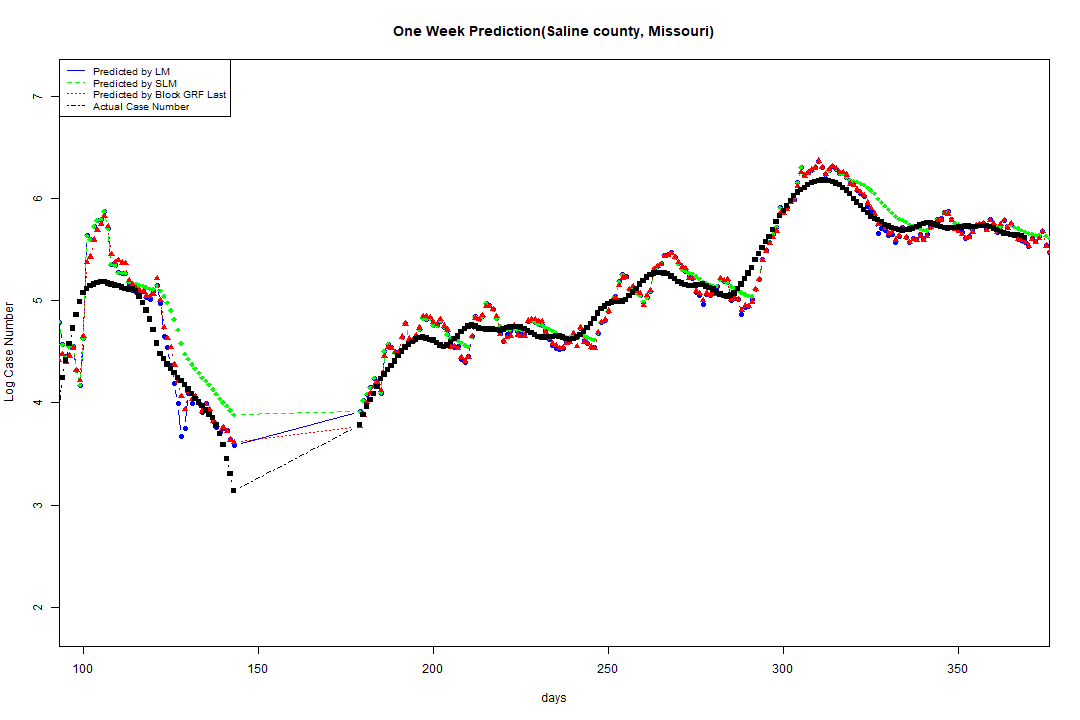 One Week Prediction(Saline county, Missouri)
Predicted by LM
Predicted by SLM
Predicted by Block GRF Last
Actual Case Number
Log Case Number
7
6
5
4
3
2
100 150 200 250 300 350
days